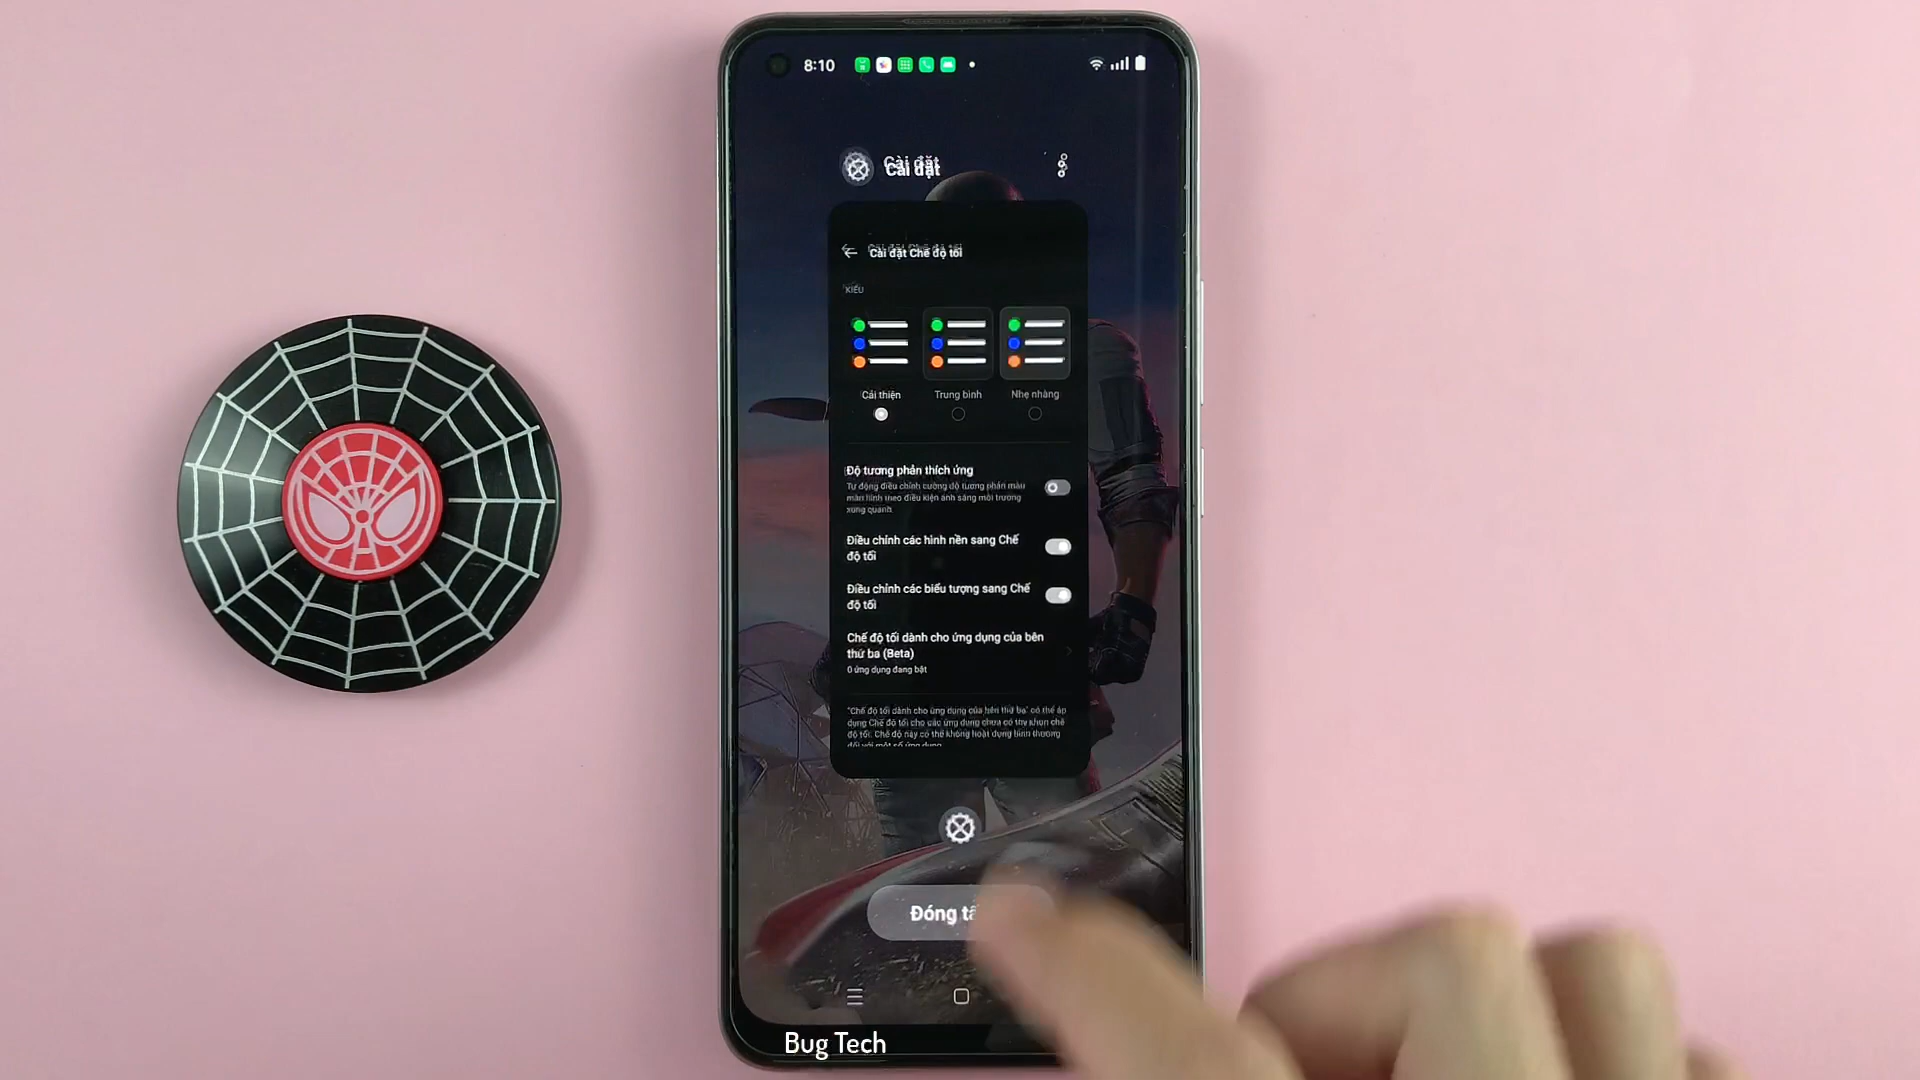 8:10
Cài đặt
Cài đặt Chế độ tối
KIỂU
Cải thiện
Trung bình
Nhẹ nhàng
Độ tương phản thích ứng
Tự động điều chỉnh cường độ tương phản màu
màn hình theo điều kiện ánh sáng môi trường
xung quanh.
Điều chỉnh các hình nền sang Chế
độ tối
Điều chỉnh các biểu tượng sang Chế
độ tối
Chế độ tối dành cho ứng dụng của bên
thứ ba (Beta)
0 ứng dụng đang bật
"Chế độ tối dành cho ứng dụng của bên thứ ba" có thể áp
dụng Chế độ tối cho các ứng dụng chưa có tùy chọn chế
độ tối. Chế độ này có thể không hoạt động bình thường
đối với một số ứng dụng.
Đóng
Bug Tech